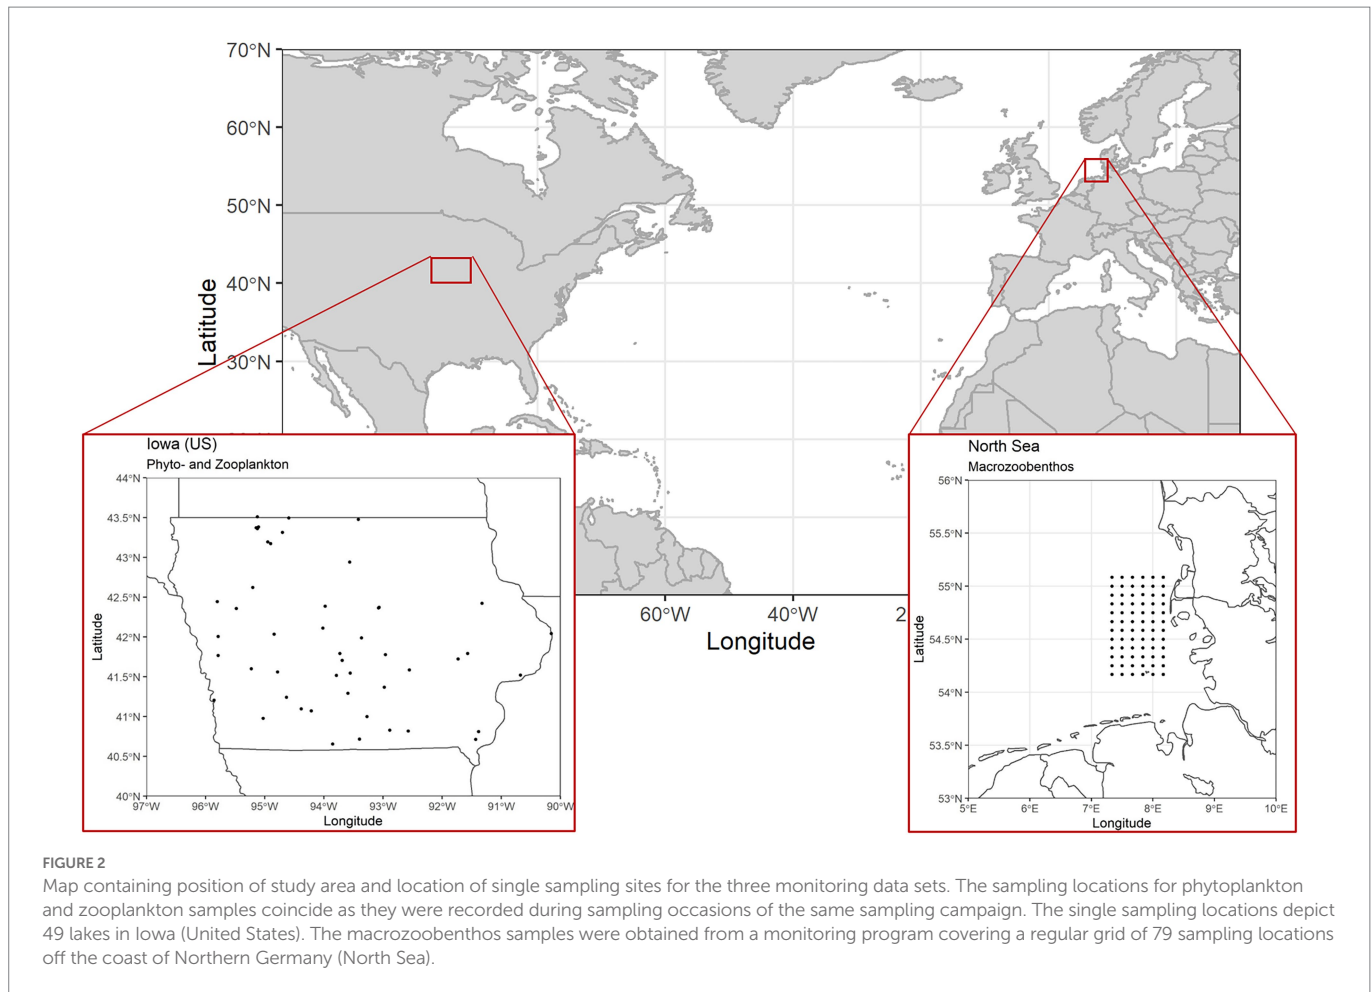 70°N
60°N
50°N
40°N
30°N
Latitude
60°W
40°W
2
Longitude
Iowa (US)
Phyto- and Zooplankton
44°N
43.5°N
43°N
42.5°N
42°N
41.5°N
41°N
40.5°N
40°N
Latitude
97°W 96°W 95°W 94°W 93°W 92°W 91°W 90°W
Longitude
North Sea
Macrozoobenthos
56°N
55.5°N
55°N
54.5°N
54°N
53.5°N
53°N
Latitude
5°E 6°E 7°E 8°E 9°E 10°E
Longitude
FIGURE 2
Map containing position of study area and location of single sampling sites for the three monitoring data sets. The sampling locations for phytoplankton
and zooplankton samples coincide as they were recorded during sampling occasions of the same sampling campaign. The single sampling locations depict
49 lakes in Iowa (United States). The macrozoobenthos samples were obtained from a monitoring program covering a regular grid of 79 sampling locations
off the coast of Northern Germany (North Sea).